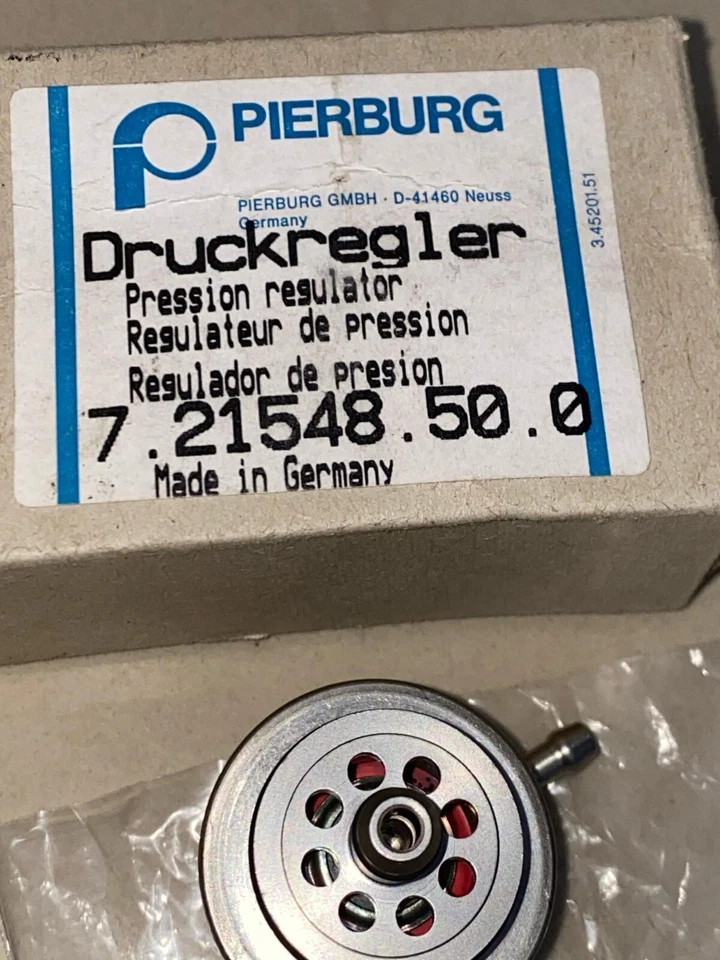 PIERBURG
PIERBURG GMBH · D-41460 Neuss
Germany
Druckregler
Pression regulator
Regulateur de pression
Regulador de presion
7.21548.50.0
Made in Germany
3.45201.51